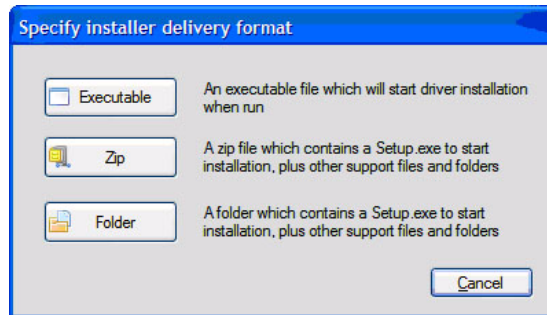 Specify installer delivery format
Executable
An executable file which will start driver installation
when run
Zip
A zip file which contains a Setup.exe to start
installation, plus other support files and folders
Folder
A folder which contains a Setup.exe to start
installation, plus other support files and folders
Cancel